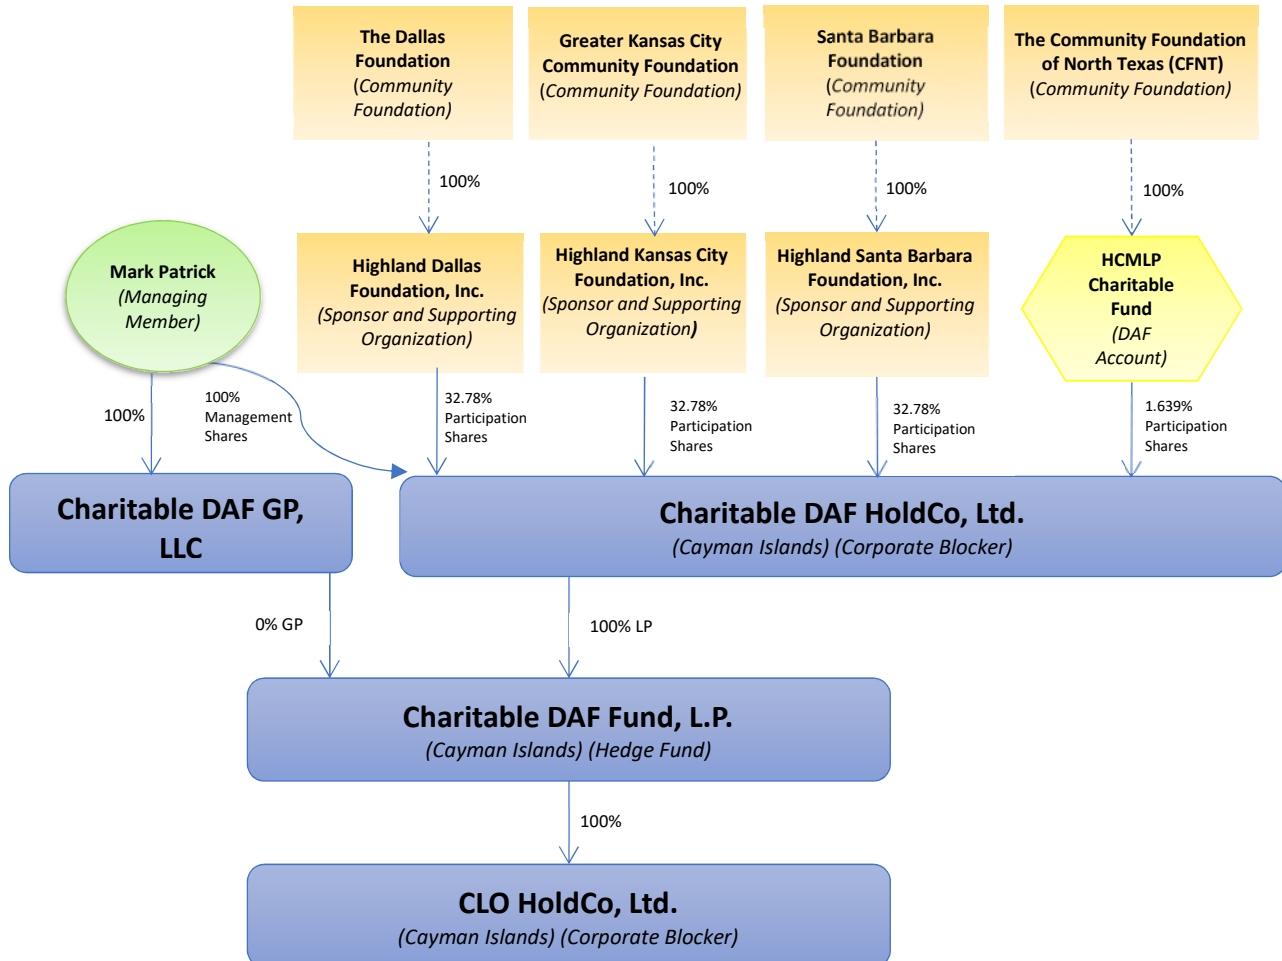 The Dallas
Foundation
(Community
Foundation)
Greater Kansas City
Community Foundation
(Community Foundation)
Santa Barbara
Foundation
(Community
Foundation)
The Community Foundation
of North Texas (CFNT)
(Community Foundation)
100%
100%
100%
100%
Mark Patrick
(Managing
Member)
Highland Dallas
Foundation, Inc.
(Sponsor and Supporting
Organization)
Highland Kansas City
Foundation, Inc.
(Sponsor and Supporting
Organization)
Highland Santa Barbara
Foundation, Inc.
(Sponsor and Supporting
Organization)
HCMLP
Charitable
Fund
(DAF
Account)
100%
100%
Management
Shares
32.78%
Participation
Shares
32.78%
Participation
Shares
32.78%
Participation
Shares
1.639%
Participation
Shares
Charitable DAF GP,
LLC
Charitable DAF HoldCo, Ltd.
(Cayman Islands) (Corporate Blocker)
0% GP
100% LP
Charitable DAF Fund, L.P.
(Cayman Islands) (Hedge Fund)
100%
CLO HoldCo, Ltd.
(Cayman Islands) (Corporate Blocker)